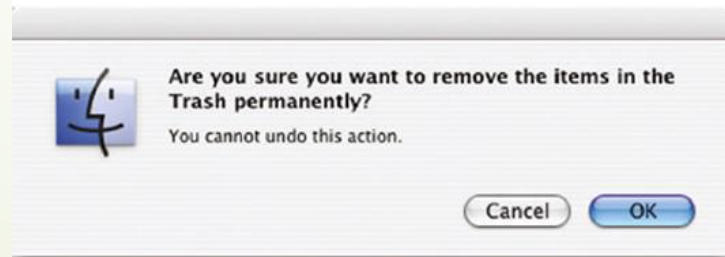 Are you sure you want to remove the items in the
Trash permanently?
You cannot undo this action.
Cancel
OK